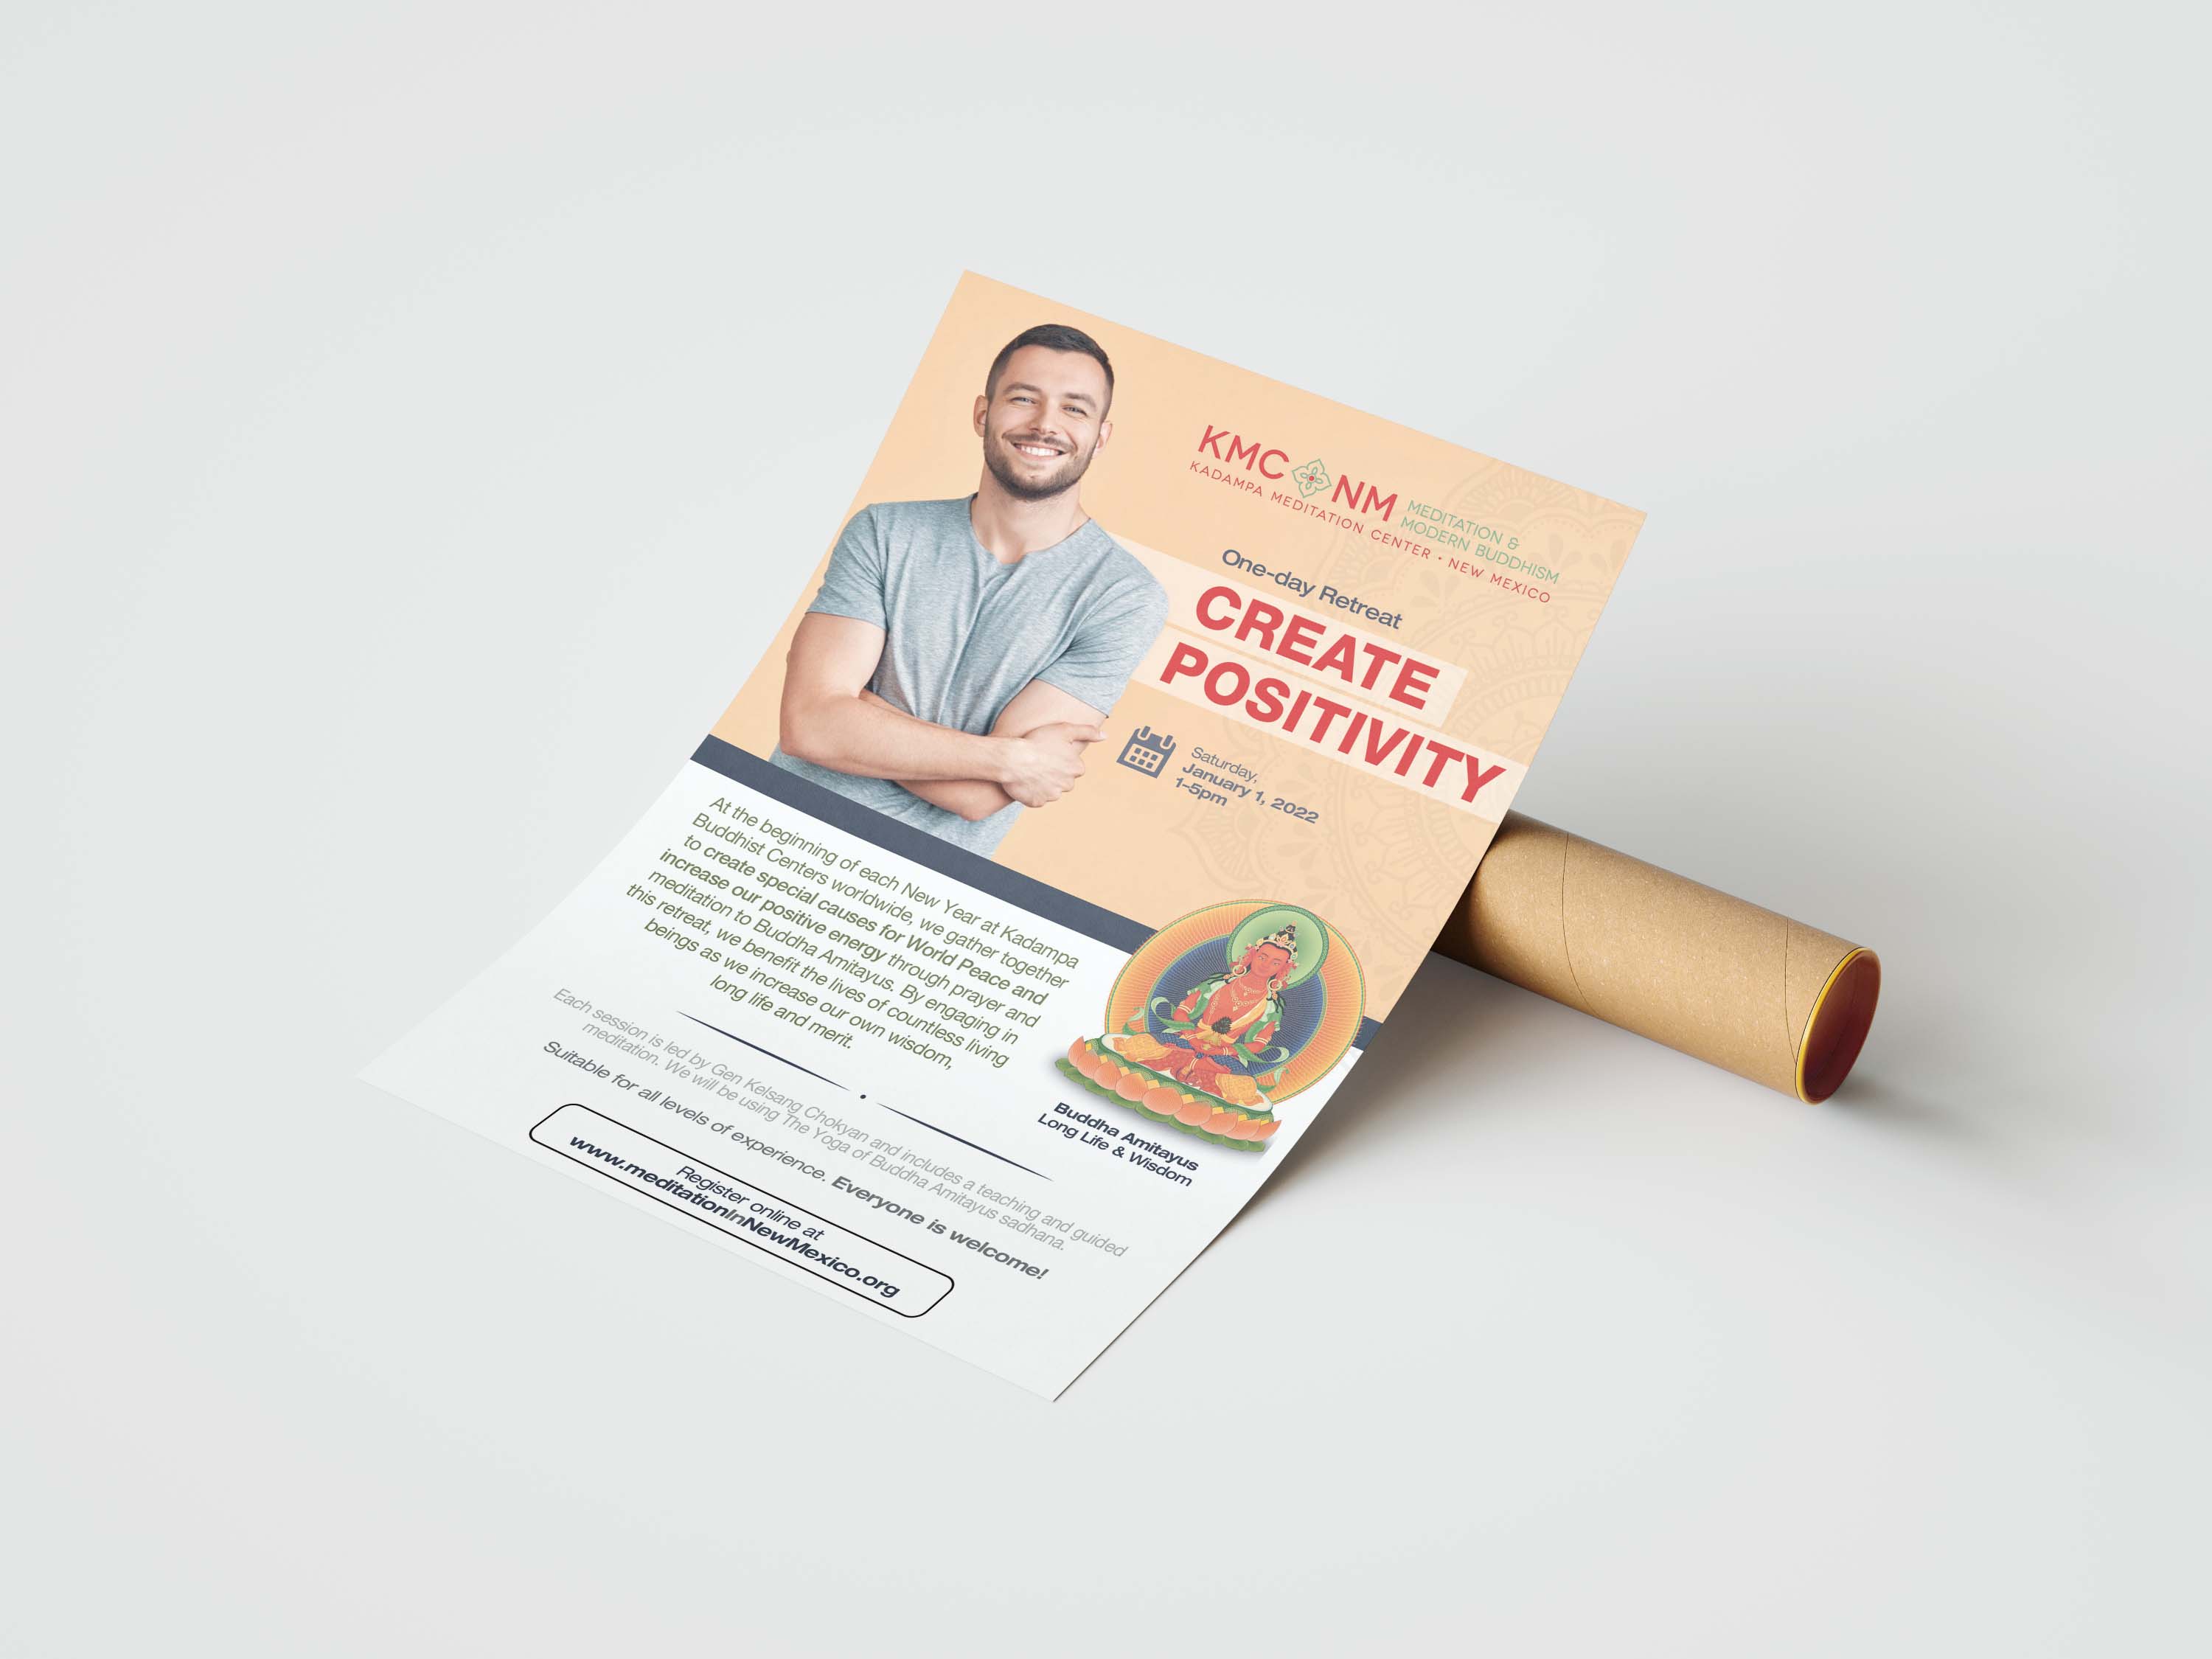 KMC NM
MEDITATION &
MODERN BUDDHISM
KADAMPA MEDITATION CENTER • NEW MEXICO
One-day Retreat
CREATE
POSITIVITY
Saturday,
January 1, 2022
1-5pm
At the beginning of each New Year at Kadampa
Buddhist Centers worldwide, we gather together
to create special causes for World Peace and
increase our positive energy through prayer and
meditation to Buddha Amitayus. By engaging in
this retreat, we benefit the lives of countless living
beings as we increase our own wisdom,
long life and merit.
Buddha Amitayus
Long Life & Wisdom
Each session is led by Gen Kelsang Chokyan and includes a teaching and guided
meditation. We will be using The Yoga of Buddha Amitayus sadhana.
Suitable for all levels of experience. Everyone is welcome!
Register online at
www.meditationInNewMexico.org